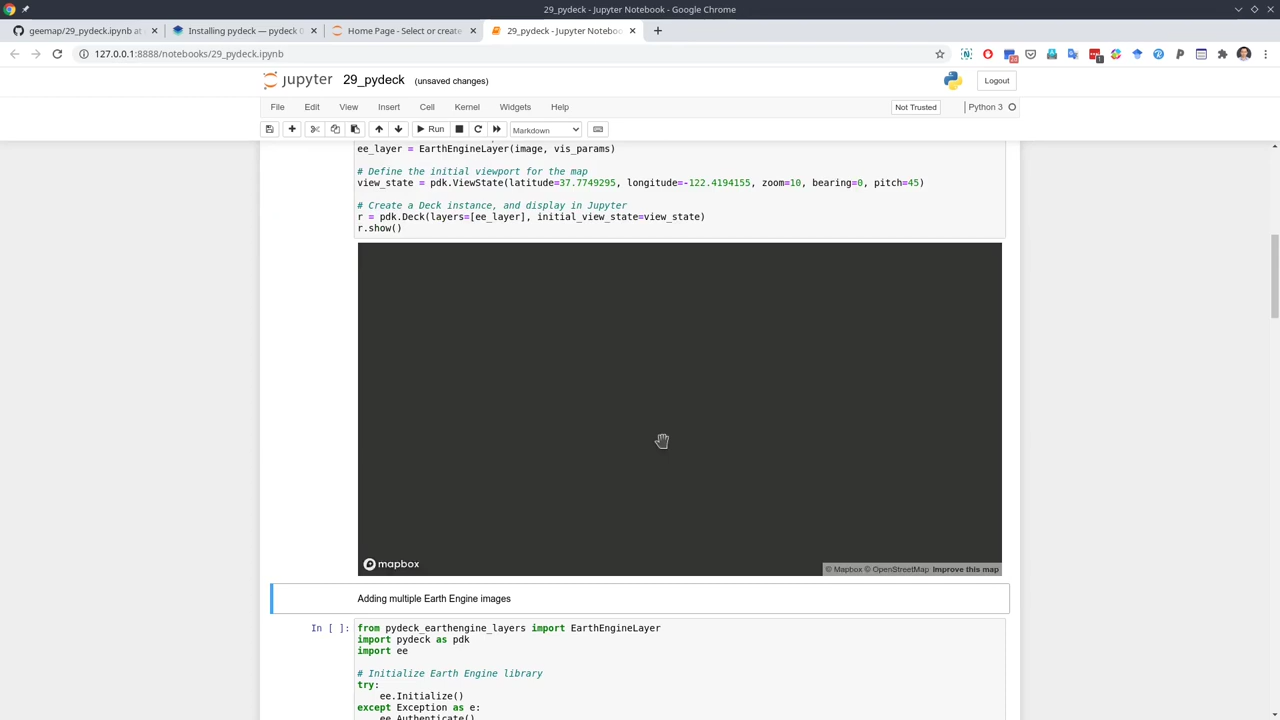 29_pydeck - Jupyter Notebook - Google Chrome
geemap/29_pydeck.ipynb at
Installing pydeck — pydeck 0
Home Page - Select or create
29_pydeck - Jupyter Notebook
127.0.0.1:8888/notebooks/29_pydeck.ipynb
jupyter 29_pydeck (unsaved changes)
Logout
File Edit View Insert Cell Kernel Widgets Help
Not Trusted
Python 3
Run
Markdown
ee_layer = EarthEngineLayer(image, vis_params)
# Define the initial viewport for the map
view_state = pdk.ViewState(latitude=37.7749295, longitude=-122.4194155, zoom=10, bearing=0, pitch=45)
# Create a Deck instance, and display in Jupyter
r = pdk.Deck(layers=[ee_layer], initial_view_state=view_state)
r.show()
mapbox
© Mapbox © OpenStreetMap Improve this map
Adding multiple Earth Engine images
In [ ]: from pydeck_earthengine_layers import EarthEngineLayer
import pydeck as pdk
import ee
# Initialize Earth Engine library
try:
ee.Initialize()
except Exception as e:
ee.Authenticate()